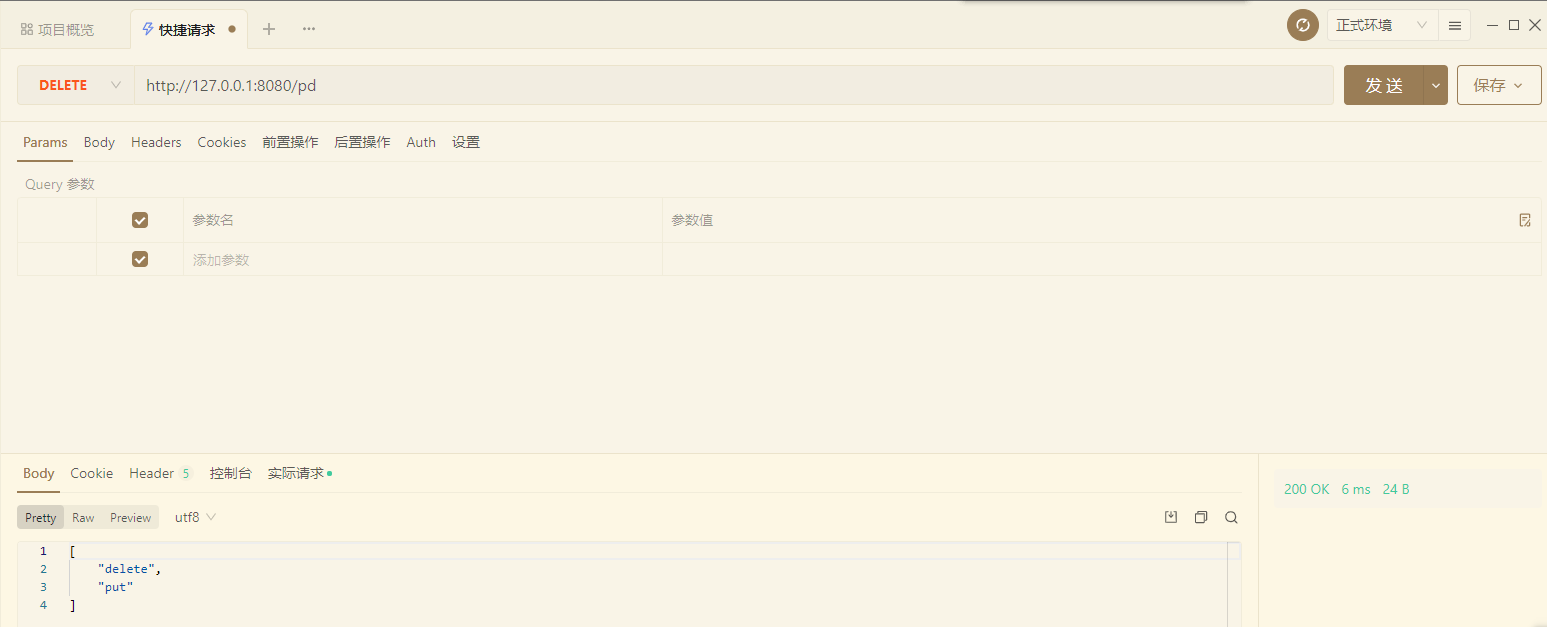 项目概览 快捷请求 正式环境
DELETE http://127.0.0.1:8080/pd 发 送 保存
Params Body Headers Cookies 前置操作 后置操作 Auth 设置
Query 参数
参数名 参数值
添加参数
Body Cookie Header 5 控制台 实际请求 200 OK 6 ms 24 B
Pretty Raw Preview utf8
1 [
2 "delete",
3 "put"
4 ]